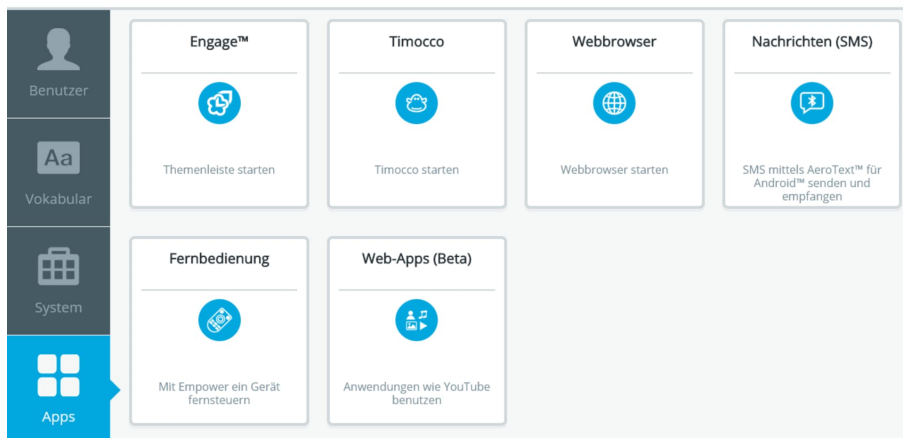 Benutzer
Aa
Vokabular
System
Apps
Engage™
Themenleiste starten
Timocco
Timocco starten
Webbrowser
Webbrowser starten
Nachrichten (SMS)
SMS mittels AeroText™ für
Android™ senden und
empfangen
Fernbedienung
Mit Empower ein Gerät
fernsteuern
Web-Apps (Beta)
Anwendungen wie YouTube
benutzen